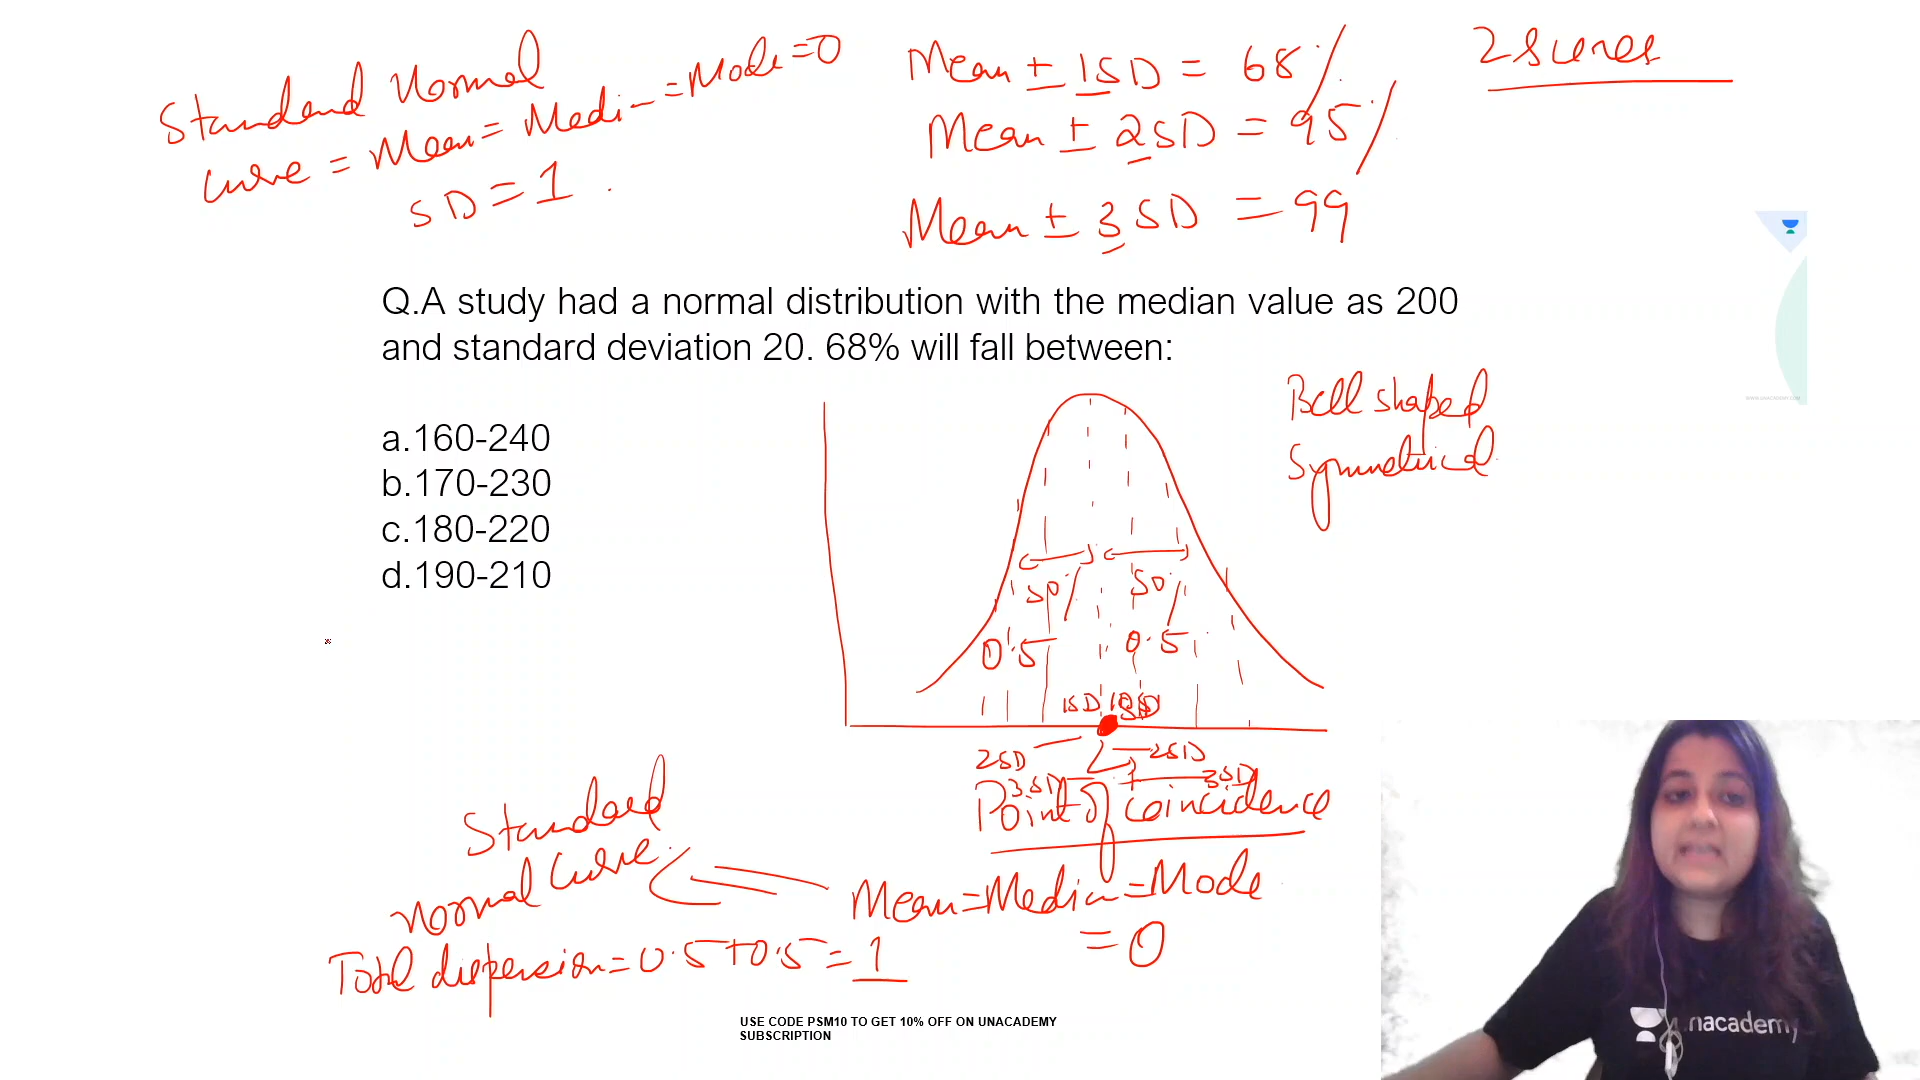 Standard Normal
curve = Mean = Median = Mode = 0
SD = 1
Mean ± 1SD = 68%
Mean ± 2SD = 95%
Mean ± 3SD = 99
Q.A study had a normal distribution with the median value as 200
and standard deviation 20. 68% will fall between:
a.160-240
b.170-230
c.180-220
d.190-210
Bell shaped
Symmetrical
50% 50%
0.5 0.5
1SD
2SD 2SD
3SD 3SD
Point of coincidence
Mean = Median = Mode
= 0
Standard
normal curve
Total dispersion = 0.5 + 0.5 = 1
USE CODE PSM10 TO GET 10% OFF ON UNACADEMY
SUBSCRIPTION
unacademy